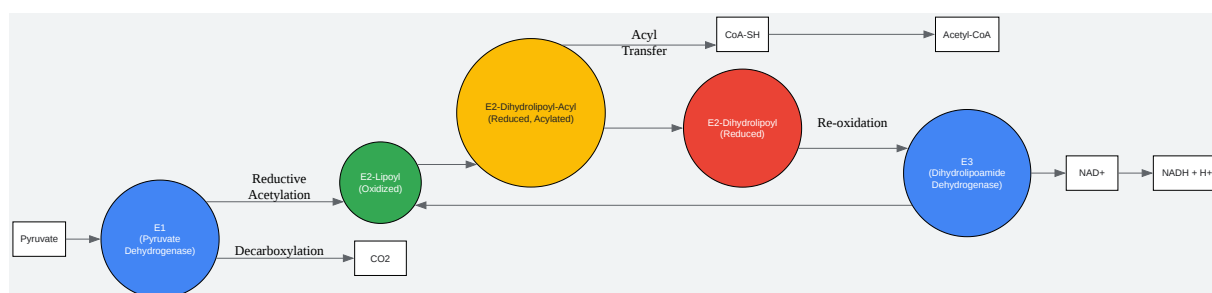 Pyruvate
E1
(Pyruvate
Dehydrogenase)
Reductive
Acetylation
Decarboxylation
CO2
E2-Lipoyl
(Oxidized)
E2-Dihydrolipoyl-Acyl
(Reduced, Acylated)
Acyl
Transfer
CoA-SH
Acetyl-CoA
E2-Dihydrolipoyl
(Reduced)
Re-oxidation
E3
(Dihydrolipoamide
Dehydrogenase)
NAD+
NADH + H+